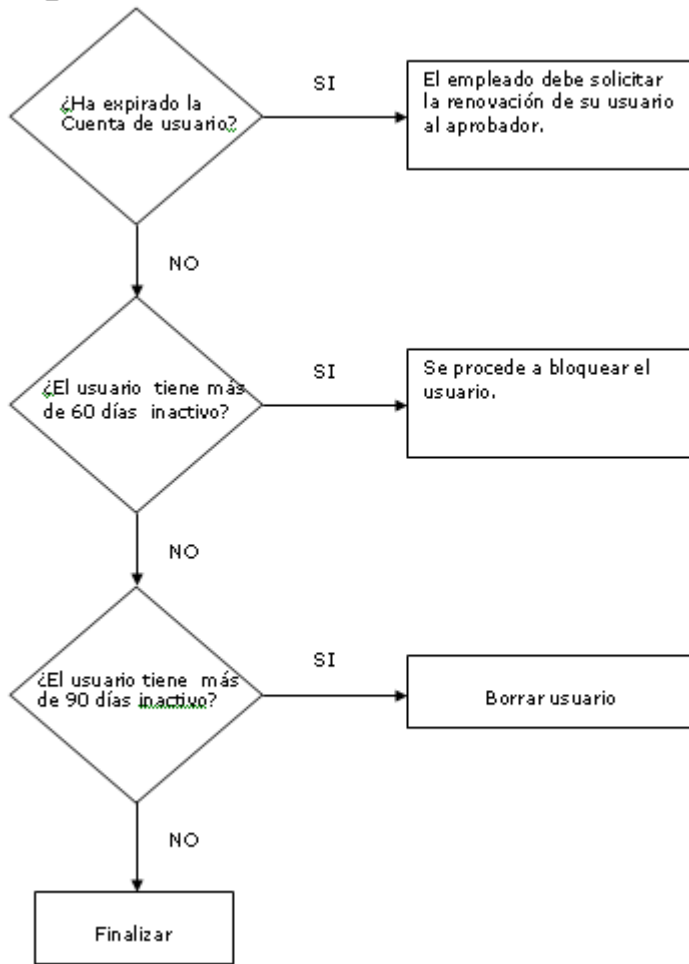 ¿Ha expirado la
Cuenta de usuario?
SI
El empleado debe solicitar
la renovación de su usuario
al aprobador.
NO
¿El usuario tiene más
de 60 días inactivo?
SI
Se procede a bloquear el
usuario.
NO
¿El usuario tiene más
de 90 días inactivo?
SI
Borrar usuario
NO
Finalizar